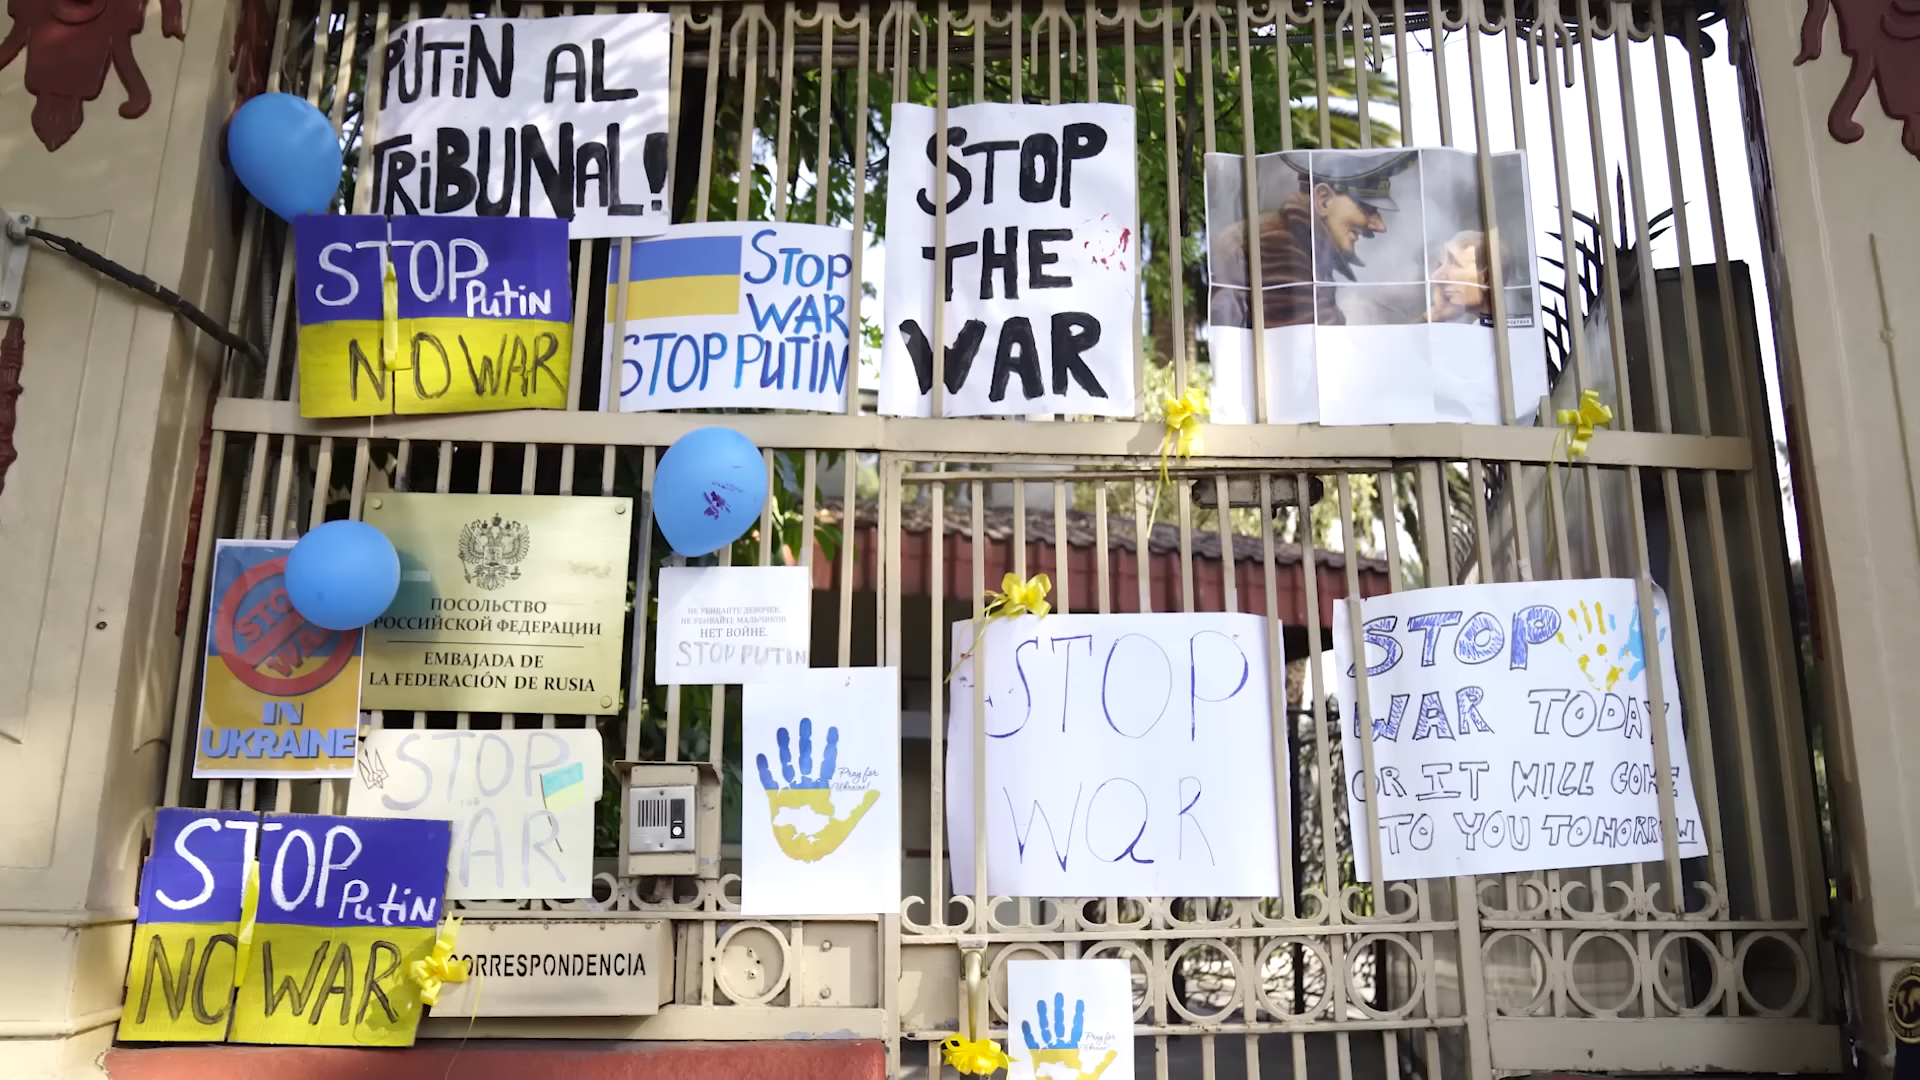 PUTIN AL
TRIBUNAL!
STOP Putin
NO WAR
STOP
WAR
STOP PUTIN
STOP
THE
WAR
STOP
WAR
IN
UKRAINE
ПОСОЛЬСТВО
РОССИЙСКОЙ ФЕДЕРАЦИИ
EMBAJADA DE
LA FEDERACIÓN DE RUSIA
НЕ УБИВАЙТЕ ДЕВОЧЕК.
НЕ УБИВАЙТЕ МАЛЬЧИКОВ.
НЕТ ВОЙНЕ.
STOP PUTIN
STOP
THE
WAR
Pray for
Ukraine!
STOP
WAR
STOP
WAR TODAY
OR IT WILL COME
TO YOU TOMORROW
STOP Putin
NO WAR
CORRESPONDENCIA
Pray for
Ukraine!